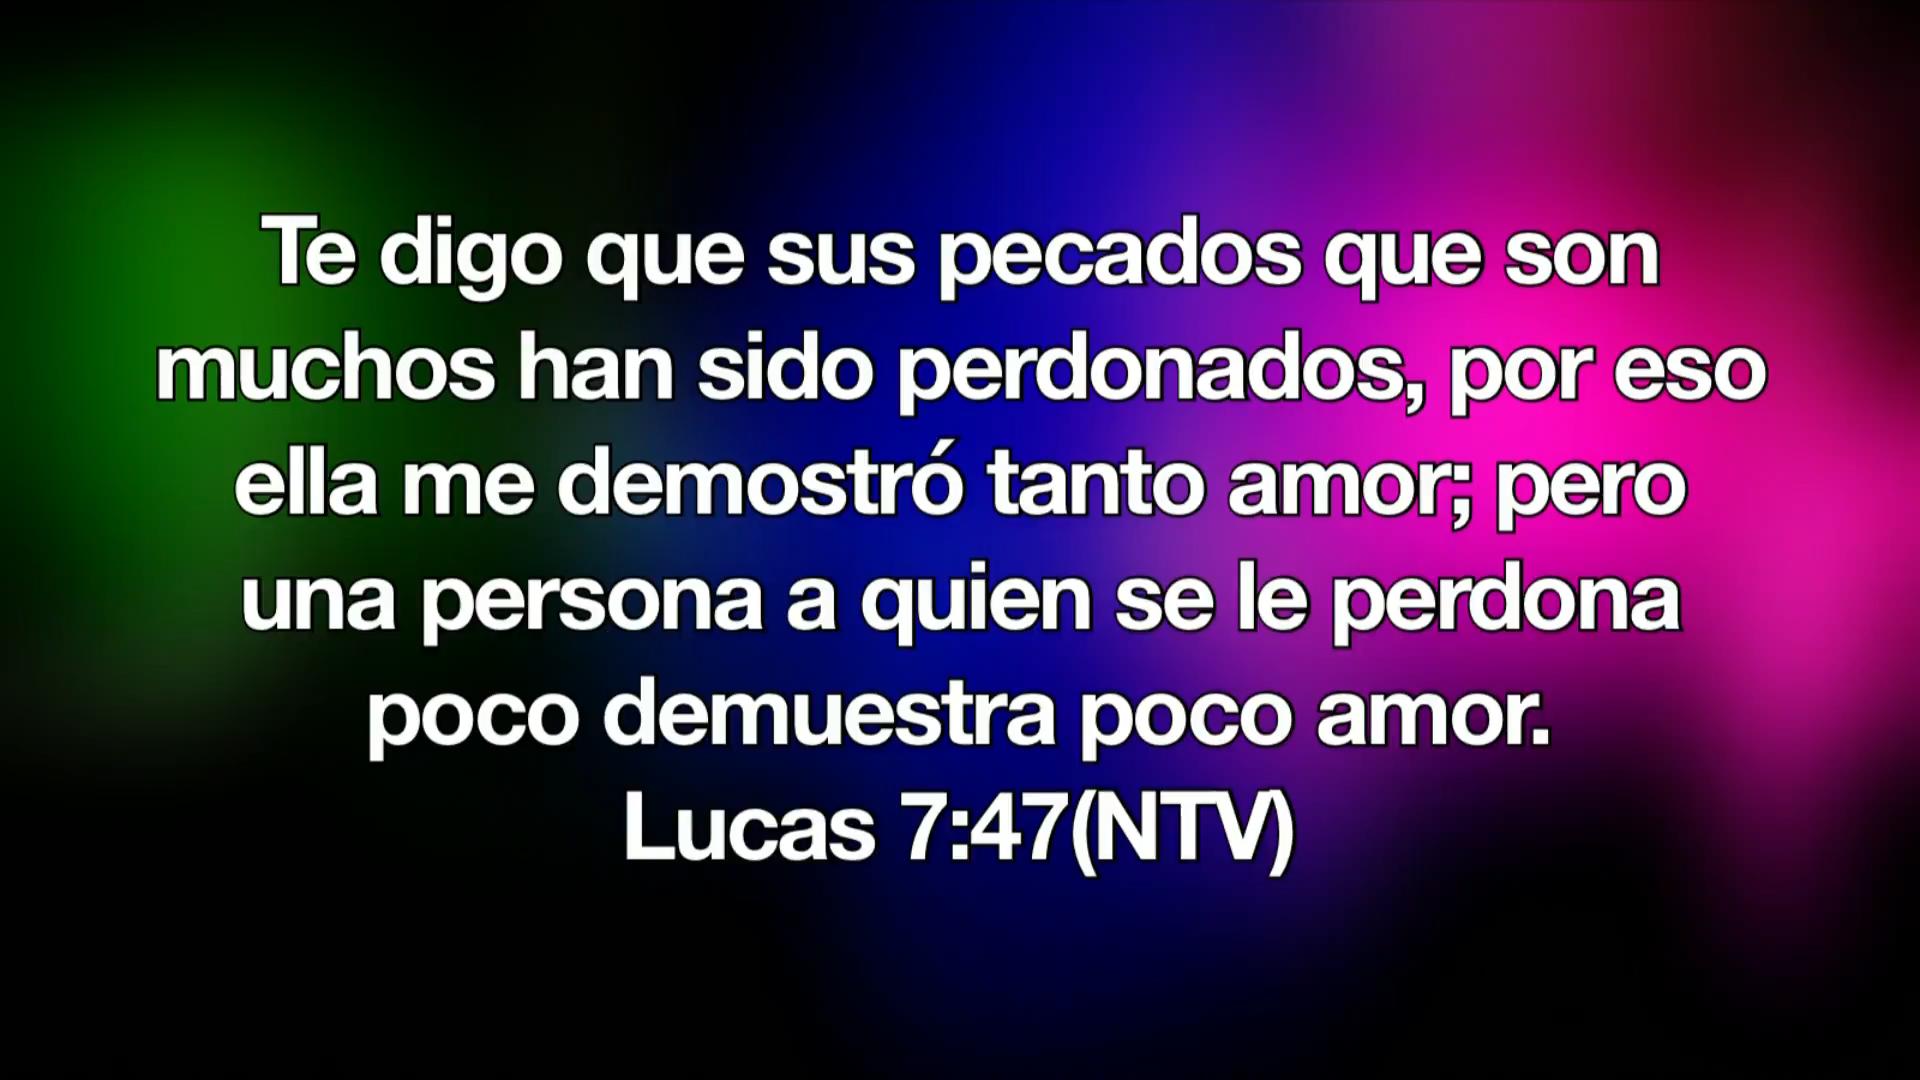 Te digo que sus pecados que son
muchos han sido perdonados, por eso
ella me demostró tanto amor; pero
una persona a quien se le perdona
poco demuestra poco amor.
Lucas 7:47(NTV)